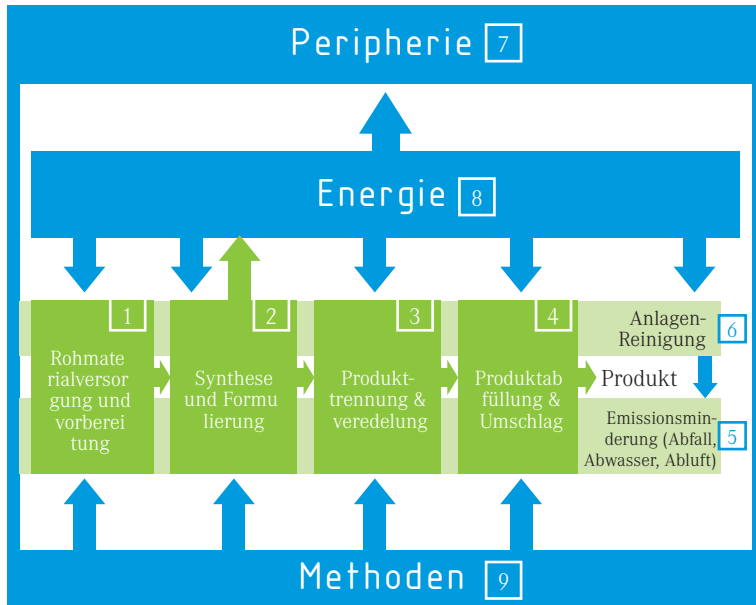 Peripherie 7
Energie 8
1
Rohmate
rialversor
gung und
vorberei
tung
2
Synthese
und Formu
lierung
3
Produkt-
trennung &
veredelung
4
Produktab
füllung &
Umschlag
Anlagen-
Reinigung
6
Produkt
Emissionsmin-
derung (Abfall,
Abwasser, Abluft)
5
Methoden 9